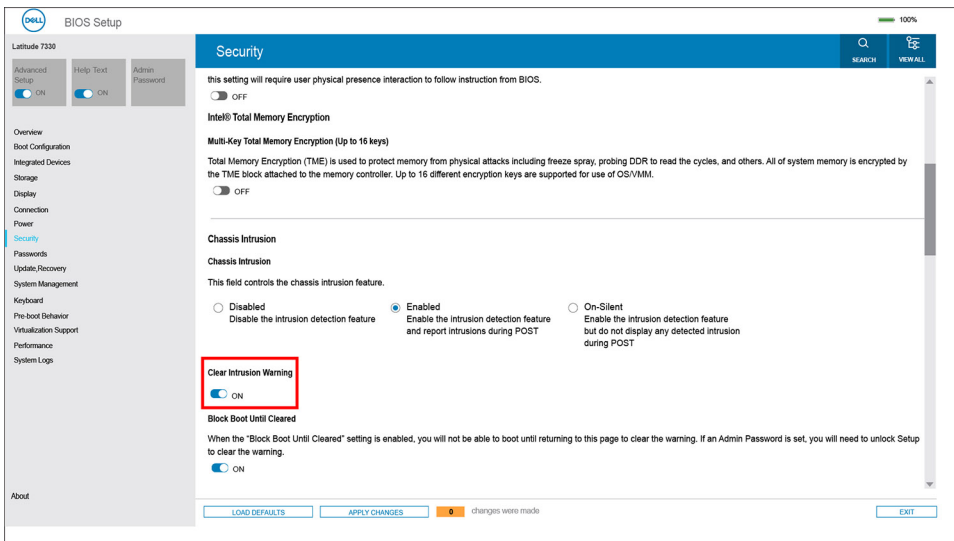 DELL
BIOS Setup
100%
Latitude 7330
Advanced Setup
ON
Help Text
ON
Admin Password
Overview
Boot Configuration
Integrated Devices
Storage
Display
Connection
Power
Security
Passwords
Update,Recovery
System Management
Keyboard
Pre-boot Behavior
Virtualization Support
Performance
System Logs
About
Security
SEARCH
VIEW ALL
this setting will require user physical presence interaction to follow instruction from BIOS.
OFF
Intel® Total Memory Encryption
Multi-Key Total Memory Encryption (Up to 16 keys)
Total Memory Encryption (TME) is used to protect memory from physical attacks including freeze spray, probing DDR to read the cycles, and others. All of system memory is encrypted by
the TME block attached to the memory controller. Up to 16 different encryption keys are supported for use of OS/VMM.
OFF
Chassis Intrusion
Chassis Intrusion
This field controls the chassis intrusion feature.
Disabled
Disable the intrusion detection feature
Enabled
Enable the intrusion detection feature
and report intrusions during POST
On-Silent
Enable the intrusion detection feature
but do not display any detected intrusion
during POST
Clear Intrusion Warning
ON
Block Boot Until Cleared
When the "Block Boot Until Cleared" setting is enabled, you will not be able to boot until returning to this page to clear the warning. If an Admin Password is set, you will need to unlock Setup
to clear the warning.
ON
LOAD DEFAULTS
APPLY CHANGES
0
changes were made
EXIT